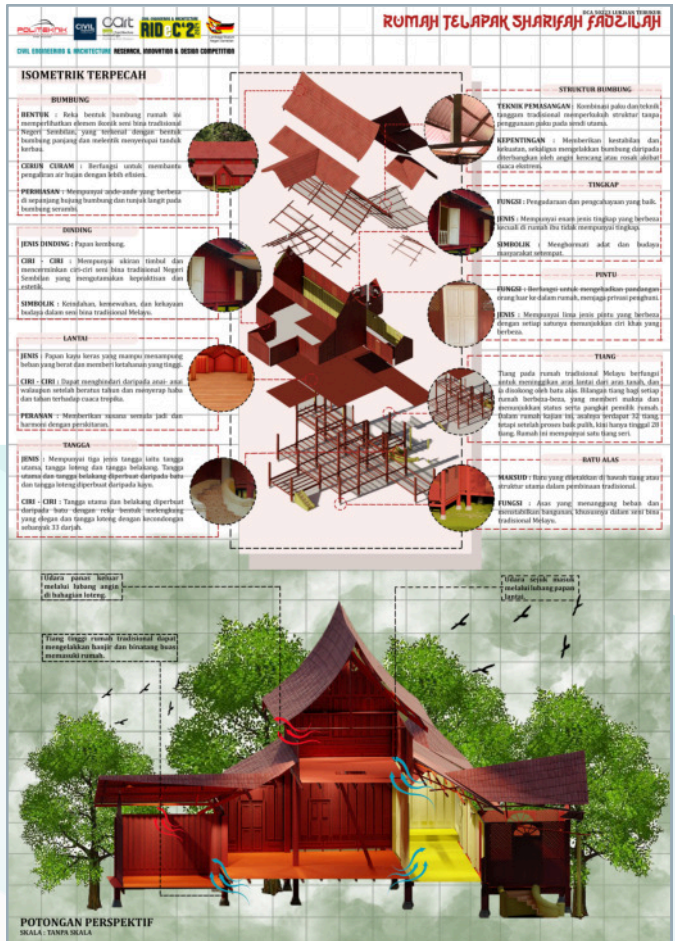 POLITEKNIK
CIVIL
cart
CIVIL ENGINEERING & ARCHITECTURE
RID
C'2
DCA50223 LUKISAN TERUKUR
RUMAH TELAPAK SHARIFAH FADZILAH
CIVIL ENGINEERING & ARCHITECTURE RESEARCH, INNOVATION & DESIGN COMPETITION
ISOMETRIK TERPECAH
BUMBUNG
BENTUK : Reka bentuk bumbung rumah ini
memperlihatkan elemen ikonik seni bina tradisional
Negeri Sembilan, yang terkenal dengan bentuk
bumbung panjang dan melentik menyerupai tanduk
kerbau.
CERUN CURAM : Berfungsi untuk membantu
pengaliran air hujan dengan lebih efisien.
PERHIASAN : Mempunyai ande-ande yang berbeza
di sepanjang hujung bumbung dan tunjuk langit pada
bumbung serambi.
DINDING
JENIS DINDING : Papan kembung.
CIRI - CIRI : Mempunyai ukiran timbul dan
mencerminkan ciri-ciri seni bina tradisional Negeri
Sembilan yang mengutamakan kepraktisan dan
estetik.
SIMBOLIK : Keindahan, kemewahan, dan kekayaan
budaya dalam seni bina tradisional Melayu.
LANTAI
JENIS : Papan kayu keras yang mampu menampung
beban yang berat dan memberi ketahanan yang tinggi.
CIRI - CIRI : Dapat menghindari daripada anai- anai
walaupun setelah beratus tahun dan menyerap haba
dan tahan terhadap cuaca tropika.
PERANAN : Memberikan suasana semula jadi dan
harmoni dengan persekitaran.
TANGGA
JENIS : Mempunyai tiga jenis tangga iaitu tangga
utama, tangga loteng dan tangga belakang. Tangga
utama dan tangga belakang diperbuat daripada batu
dan tangga loteng diperbuat daripada kayu.
CIRI - CIRI : Tangga utama dan belakang diperbuat
daripada batu dengan reka bentuk melengkung
yang elegan dan tangga loteng dengan kecondongan
sebanyak 33 darjah.
STRUKTUR BUMBUNG
TEKNIK PEMASANGAN : Kombinasi paku dan teknik
tanggam tradisional memperkukuh struktur tanpa
penggunaan paku pada sendi utama.
KEPENTINGAN : Memberikan kestabilan dan
kekuatan, sekaligus mengelakkan bumbung daripada
diterbangkan oleh angin kencang atau rosak akibat
cuaca ekstrem.
TINGKAP
FUNGSI : Pengudaraan dan pengcahayaan yang baik.
JENIS : Mempunyai enam jenis tingkap yang berbeza
kecuali di rumah ibu tidak mempunyai tingkap.
SIMBOLIK : Menghormati adat dan budaya
masyarakat setempat.
PINTU
FUNGSI : Berfungsi untuk menghadkan pandangan
orang luar ke dalam rumah, menjaga privasi penghuni.
JENIS : Mempunyai lima jenis pintu yang berbeza
dengan setiap satunya menunjukkan ciri khas yang
berbeza.
TIANG
Tiang pada rumah tradisional Melayu berfungsi
untuk meninggikan aras lantai dari aras tanah, dan
ia disokong oleh batu alas. Bilangan tiang bagi setiap
rumah berbeza-beza, yang memberi makna dan
menunjukkan status serta pangkat pemilik rumah.
Dalam rumah kajian ini, asalnya terdapat 32 tiang
tetapi setelah proses baik pulih, kini hanya tinggal 28
tiang. Rumah ini mempunyai satu tiang seri.
BATU ALAS
MAKSUD : Batu yang diletakkan di bawah tiang atau
struktur utama dalam pembinaan tradisional.
FUNGSI : Asas yang menanggung beban dan
menstabilkan bangunan, khususnya dalam seni bina
tradisional Melayu.
Udara panas keluar
melalui lubang angin
di bahagian loteng.
Udara sejuk masuk
melalui lubang papan
lantai.
Tiang tinggi rumah tradisional dapat
mengelakkan banjir dan binatang buas
memasuki rumah.
POTONGAN PERSPEKTIF
SKALA : TANPA SKALA